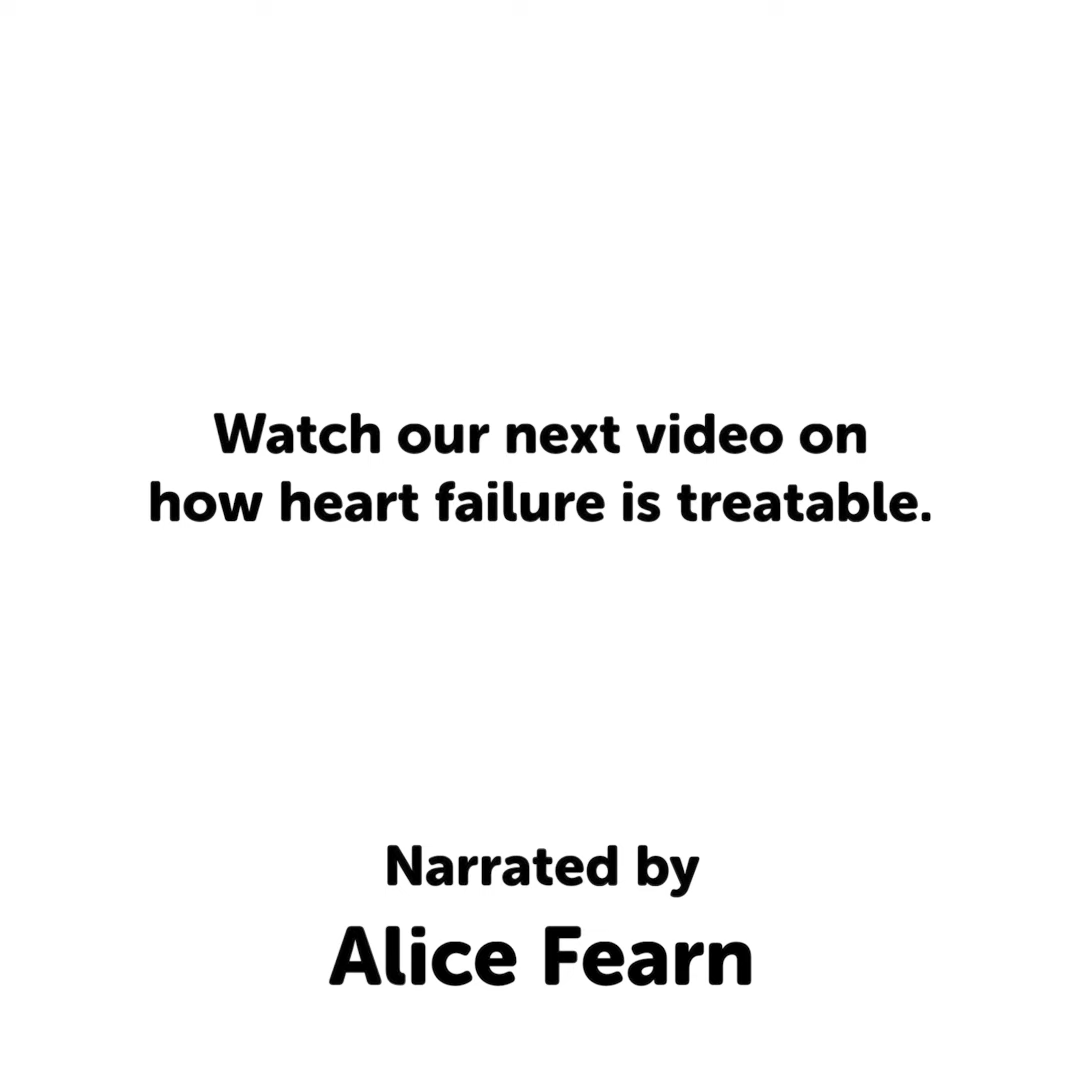 Watch our next video on
how heart failure is treatable.
Narrated by
Alice Fearn